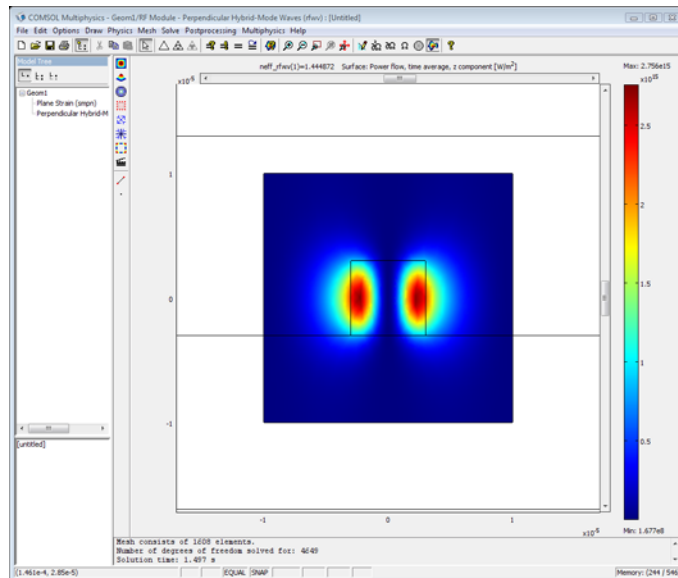 COMSOL Multiphysics - Geom1/RF Module - Perpendicular Hybrid-Mode Waves (rfwv) : [Untitled]
File Edit Options Draw Physics Mesh Solve Postprocessing Multiphysics Help
Model Tree
Geom1
Plane Strain (smpn)
Perpendicular Hybrid-M
[untitled]
neff_rfwv(1)=1.444872 Surface: Power flow, time average, z component [W/m²]
x10⁻⁵
1
0
-1
-1
0
1
x10⁻⁵
Max: 2.756e15
x10¹⁵
2.5
2
1.5
1
0.5
Min: 1.677e8
Mesh consists of 1608 elements.
Number of degrees of freedom solved for: 4649
Solution time: 1.497 s
(1.461e-4, 2.85e-5)
EQUAL
SNAP
Memory: (244 / 546